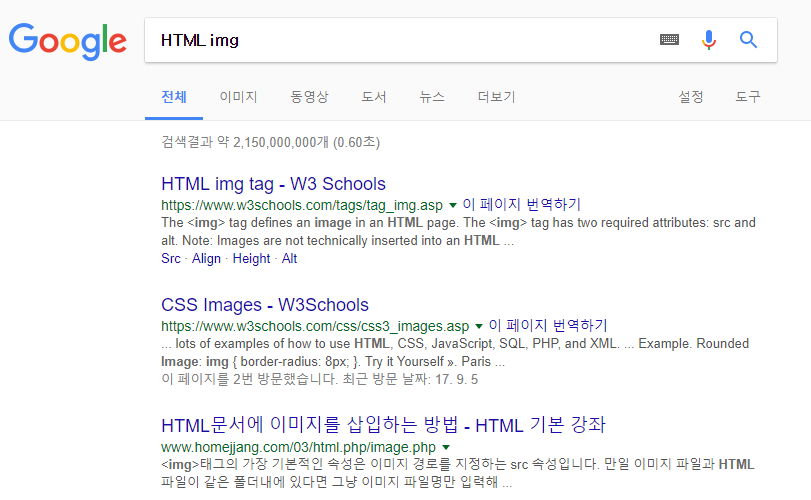 Google
HTML img
전체 이미지 동영상 도서 뉴스 더보기 설정 도구
검색결과 약 2,150,000,000개 (0.60초)
HTML img tag - W3 Schools
https://www.w3schools.com/tags/tag_img.asp ▼ 이 페이지 번역하기
The <img> tag defines an image in an HTML page. The <img> tag has two required attributes: src and
alt. Note: Images are not technically inserted into an HTML ...
Src · Align · Height · Alt
CSS Images - W3Schools
https://www.w3schools.com/css/css3_images.asp ▼ 이 페이지 번역하기
... lots of examples of how to use HTML, CSS, JavaScript, SQL, PHP, and XML. ... Example. Rounded
Image: img { border-radius: 8px; }. Try it Yourself ». Paris ...
이 페이지를 2번 방문했습니다. 최근 방문 날짜: 17. 9. 5
HTML문서에 이미지를 삽입하는 방법 - HTML 기본 강좌
www.homejjang.com/03/html.php/image.php ▼
<img>태그의 가장 기본적인 속성은 이미지 경로를 지정하는 src 속성입니다. 만일 이미지 파일과 HTML
파일이 같은 폴더내에 있다면 그냥 이미지 파일명만 입력해 ...